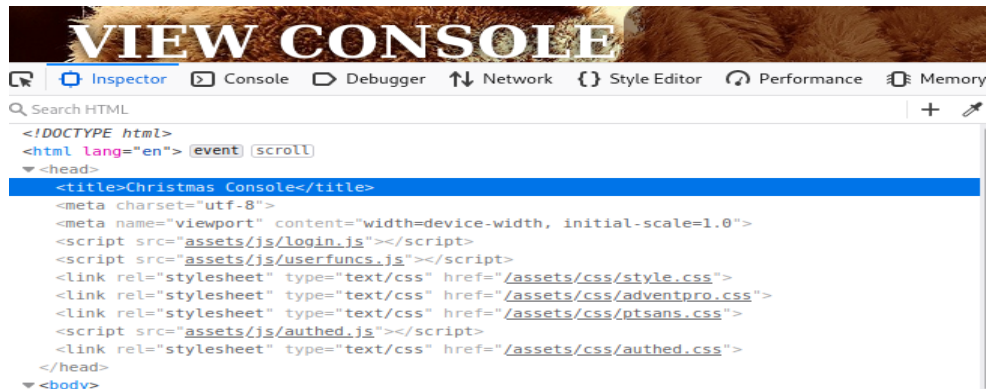 VIEW CONSOLE
Inspector Console Debugger Network {} Style Editor Performance Memory
Search HTML
<!DOCTYPE html>
<html lang="en"> event scroll
<head>
<title>Christmas Console</title>
<meta charset="utf-8">
<meta name="viewport" content="width=device-width, initial-scale=1.0">
<script src="assets/js/login.js"></script>
<script src="assets/js/userfuncs.js"></script>
<link rel="stylesheet" type="text/css" href="/assets/css/style.css">
<link rel="stylesheet" type="text/css" href="/assets/css/adventpro.css">
<link rel="stylesheet" type="text/css" href="/assets/css/ptsans.css">
<script src="assets/js/authed.js"></script>
<link rel="stylesheet" type="text/css" href="/assets/css/authed.css">
</head>
<body>